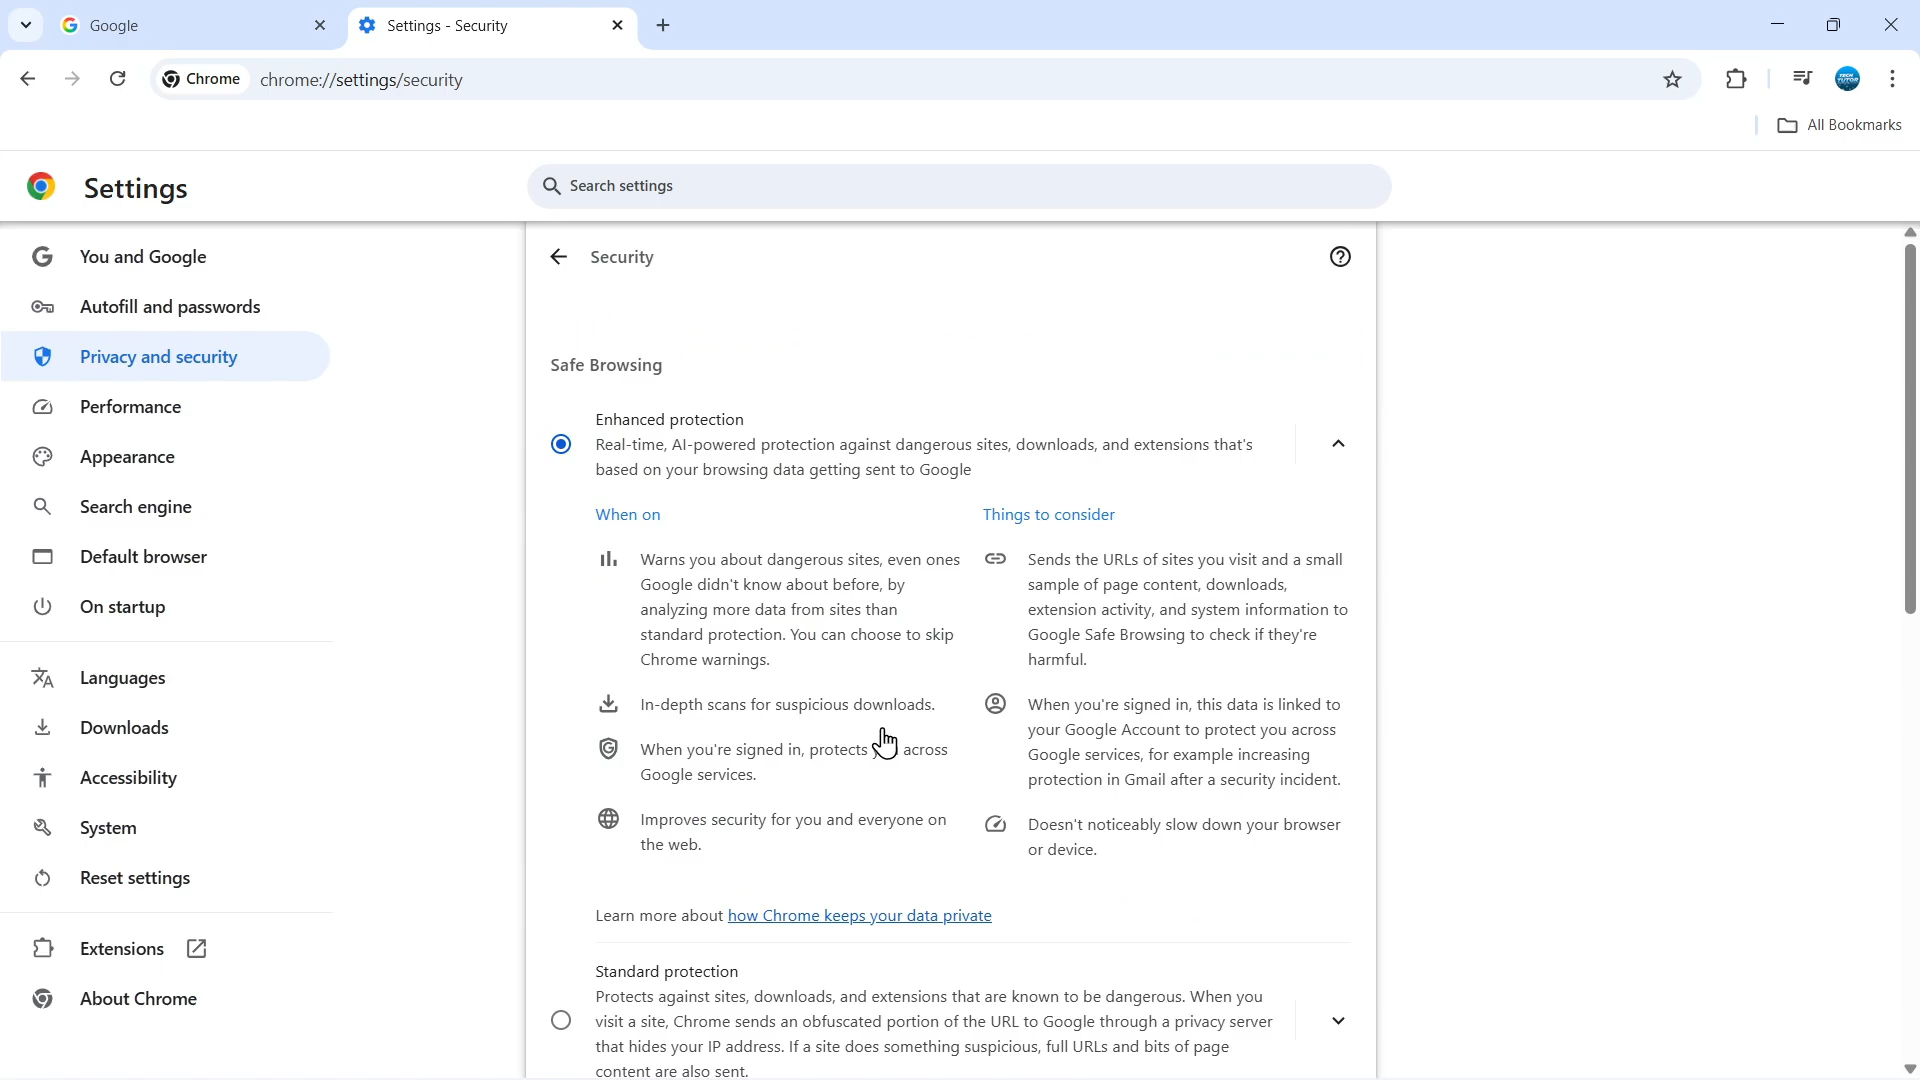 Google
Settings - Security
Chrome
chrome://settings/security
All Bookmarks
Settings
Search settings
You and Google
Autofill and passwords
Privacy and security
Performance
Appearance
Search engine
Default browser
On startup
Languages
Downloads
Accessibility
System
Reset settings
Extensions
About Chrome
Security
Safe Browsing
Enhanced protection
Real-time, AI-powered protection against dangerous sites, downloads, and extensions that's
based on your browsing data getting sent to Google
When on
Warns you about dangerous sites, even ones
Google didn't know about before, by
analyzing more data from sites than
standard protection. You can choose to skip
Chrome warnings.
In-depth scans for suspicious downloads.
When you're signed in, protects across
Google services.
Improves security for you and everyone on
the web.
Things to consider
Sends the URLs of sites you visit and a small
sample of page content, downloads,
extension activity, and system information to
Google Safe Browsing to check if they're
harmful.
When you're signed in, this data is linked to
your Google Account to protect you across
Google services, for example increasing
protection in Gmail after a security incident.
Doesn't noticeably slow down your browser
or device.
Learn more about how Chrome keeps your data private
Standard protection
Protects against sites, downloads, and extensions that are known to be dangerous. When you
visit a site, Chrome sends an obfuscated portion of the URL to Google through a privacy server
that hides your IP address. If a site does something suspicious, full URLs and bits of page
content are also sent.